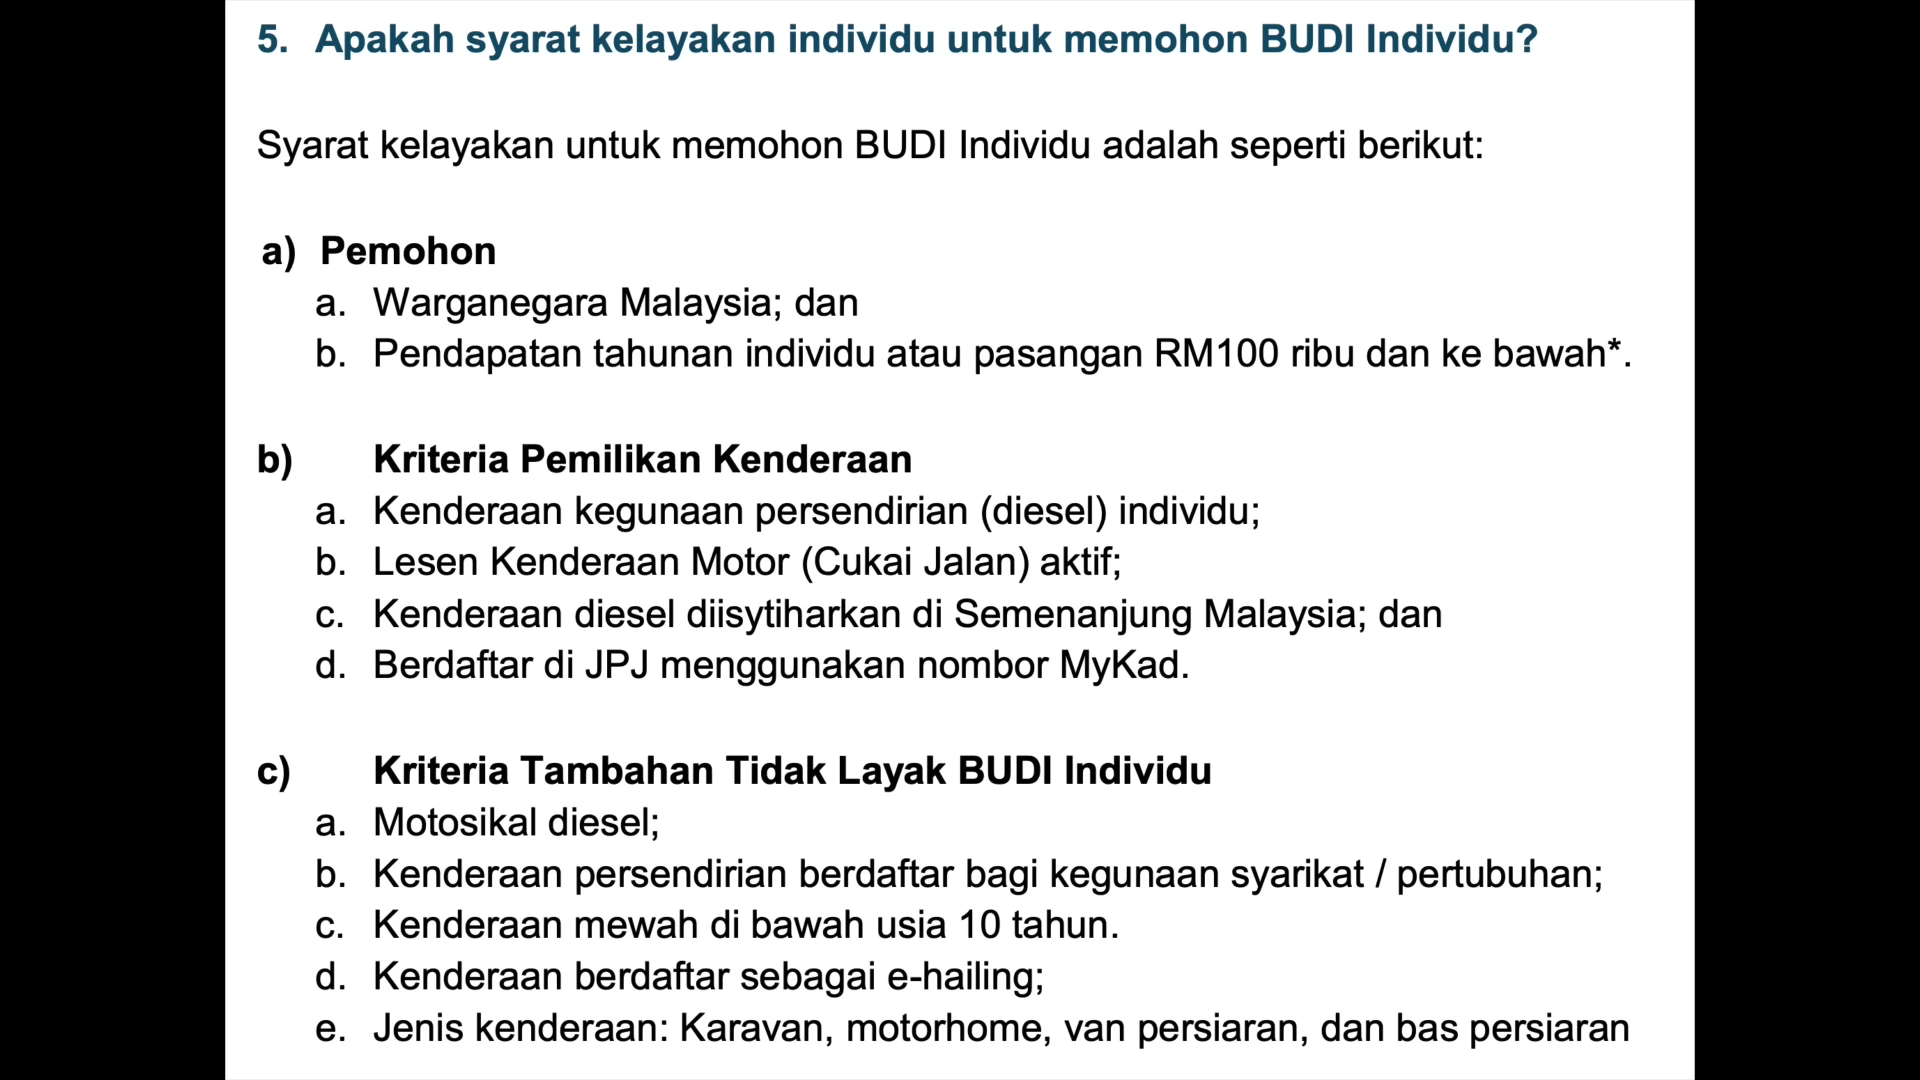 5. Apakah syarat kelayakan individu untuk memohon BUDI Individu?
Syarat kelayakan untuk memohon BUDI Individu adalah seperti berikut:
a) Pemohon
a. Warganegara Malaysia; dan
b. Pendapatan tahunan individu atau pasangan RM100 ribu dan ke bawah*.
b) Kriteria Pemilikan Kenderaan
a. Kenderaan kegunaan persendirian (diesel) individu;
b. Lesen Kenderaan Motor (Cukai Jalan) aktif;
c. Kenderaan diesel diisytiharkan di Semenanjung Malaysia; dan
d. Berdaftar di JPJ menggunakan nombor MyKad.
c) Kriteria Tambahan Tidak Layak BUDI Individu
a. Motosikal diesel;
b. Kenderaan persendirian berdaftar bagi kegunaan syarikat / pertubuhan;
c. Kenderaan mewah di bawah usia 10 tahun.
d. Kenderaan berdaftar sebagai e-hailing;
e. Jenis kenderaan: Karavan, motorhome, van persiaran, dan bas persiaran